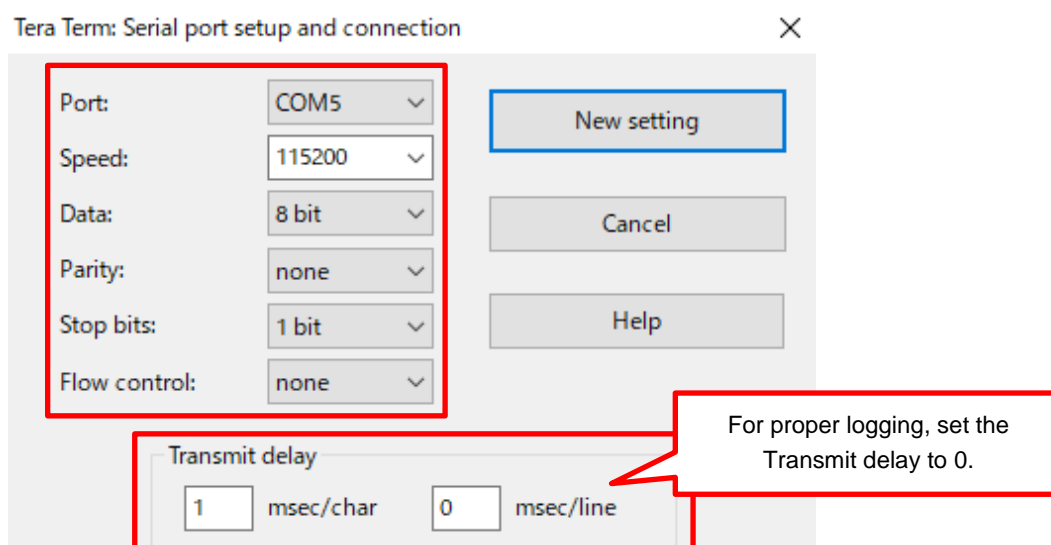 Tera Term: Serial port setup and connection
Port: COM5
New setting
Speed: 115200
Data: 8 bit
Cancel
Parity: none
Stop bits: 1 bit
Help
Flow control: none
For proper logging, set the
Transmit delay to 0.
Transmit delay
1 msec/char 0 msec/line